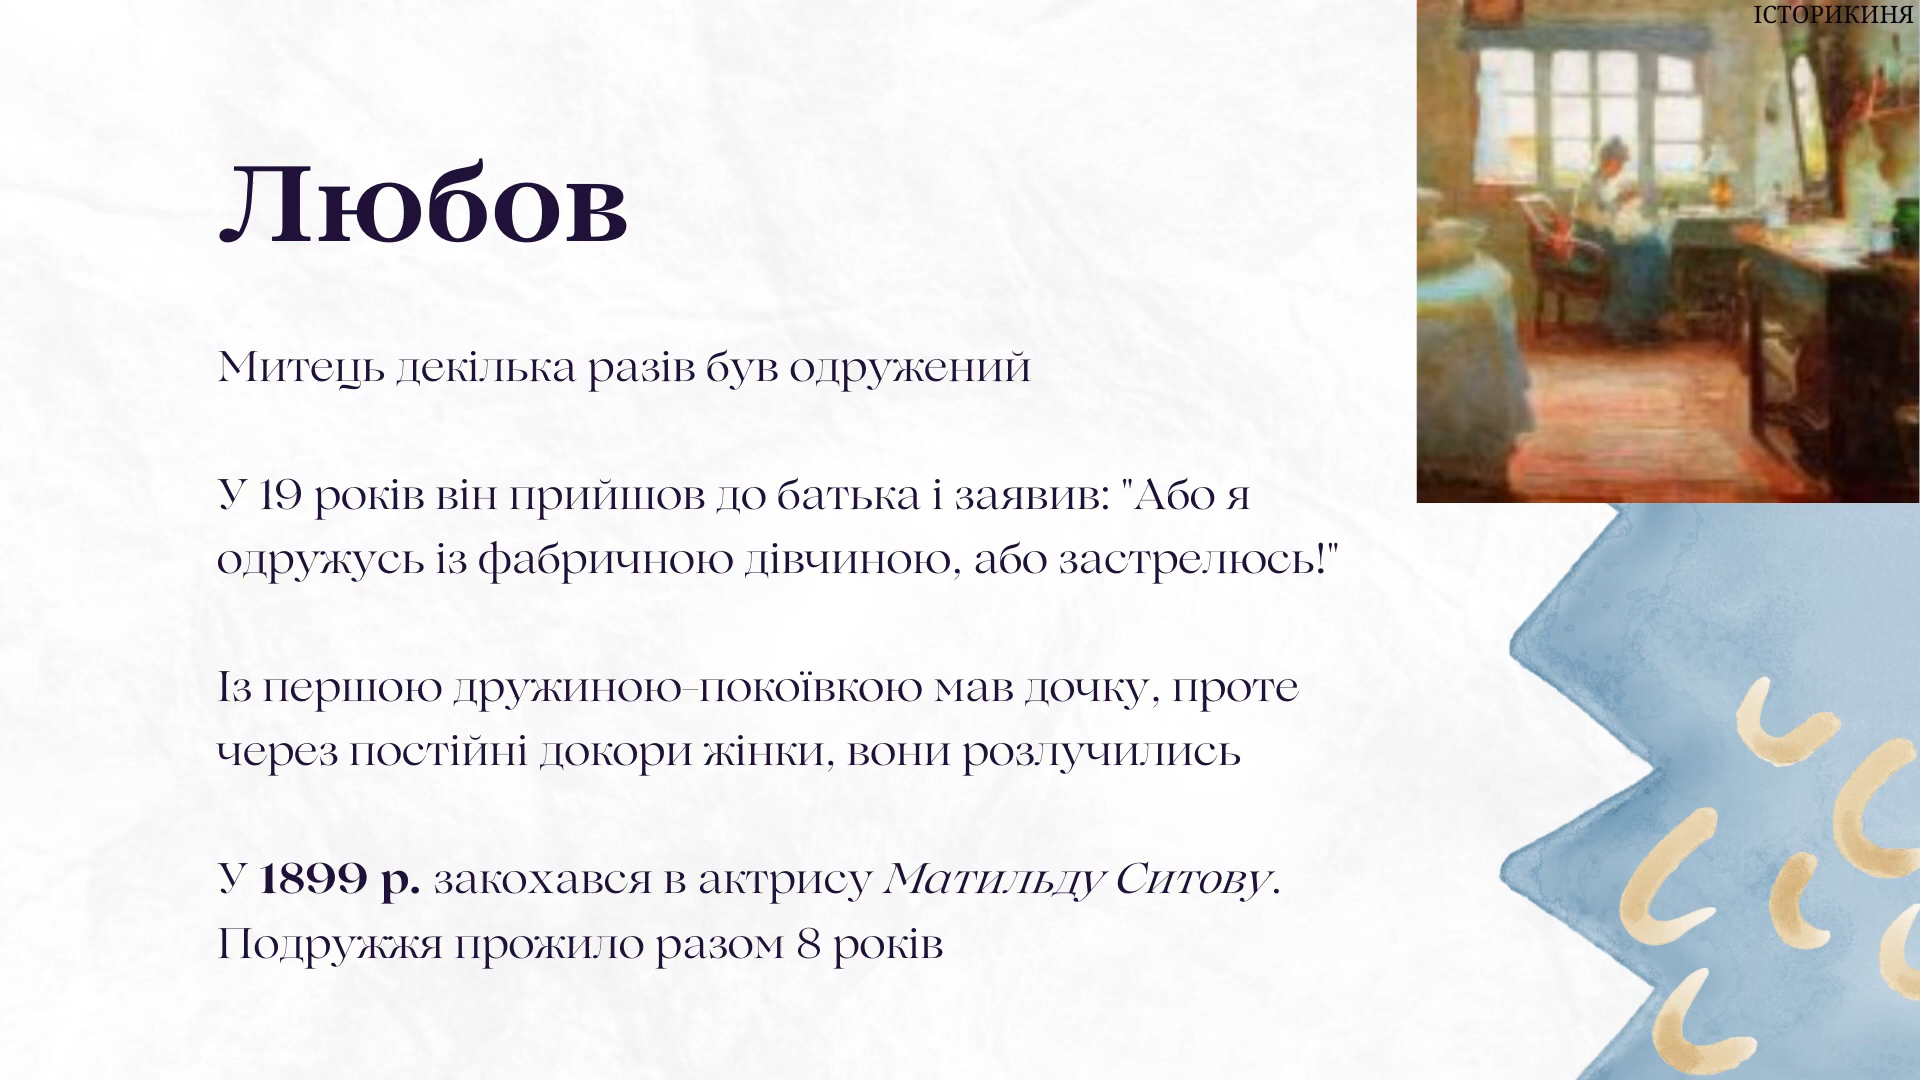 ІСТОРИКИНЯ
Любов
Митець декілька разів був одружений
У 19 років він прийшов до батька і заявив: "Або я
одружусь із фабричною дівчиною, або застрелюсь!"
Із першою дружиною-покоївкою мав дочку, проте
через постійні докори жінки, вони розлучились
У 1899 р. закохався в актрису Матильду Ситову.
Подружжя прожило разом 8 років